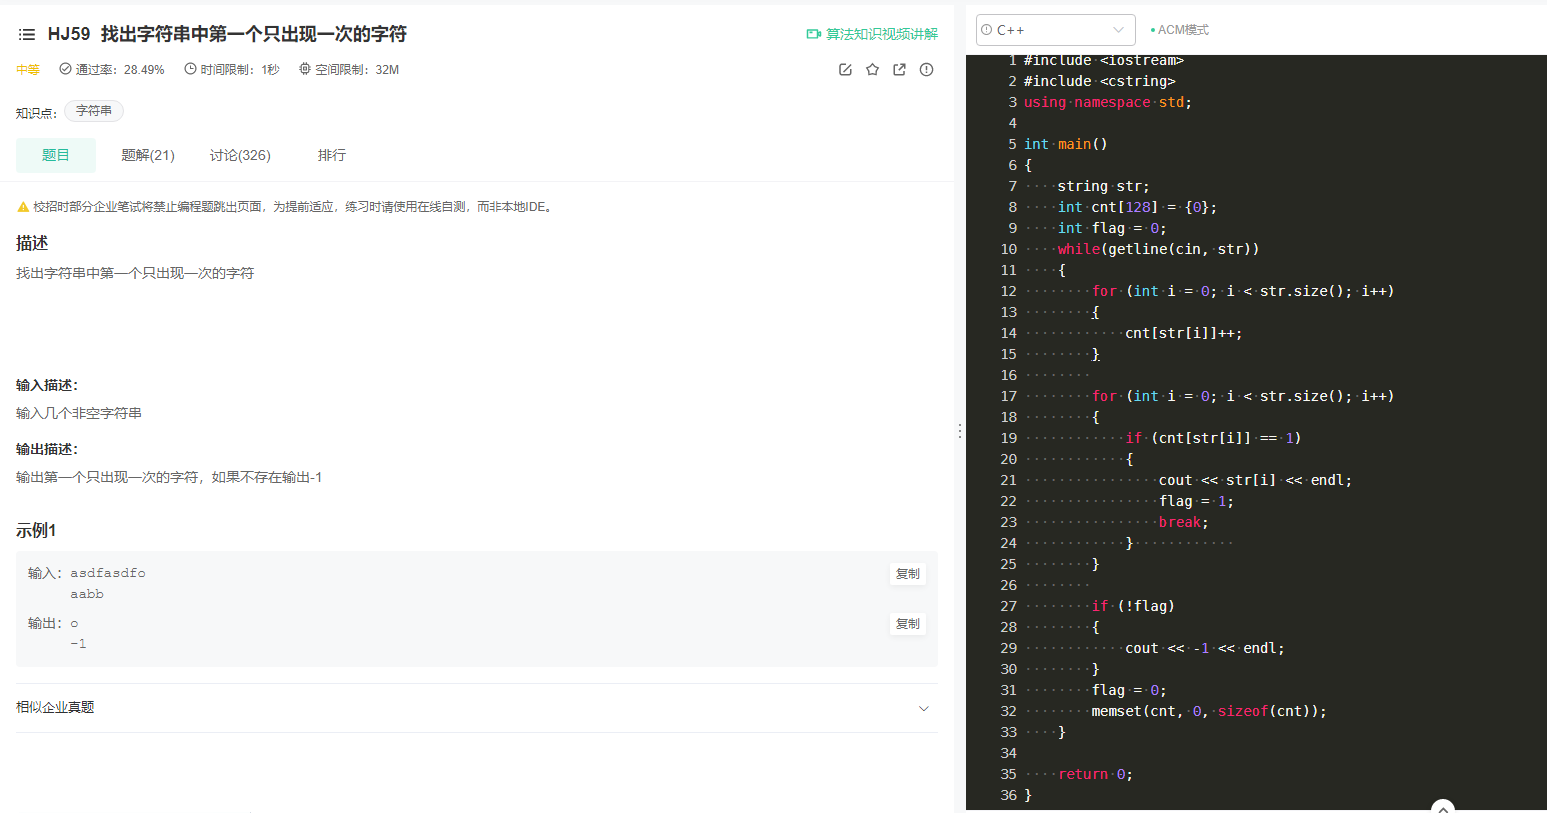 HJ59 找出字符串中第一个只出现一次的字符
算法知识视频讲解
中等 通过率：28.49% 时间限制：1秒 空间限制：32M
知识点： 字符串
题目 题解(21) 讨论(326) 排行
校招时部分企业笔试将禁止编程题跳出页面，为提前适应，练习时请使用在线自测，而非本地IDE。
描述
找出字符串中第一个只出现一次的字符
输入描述：
输入几个非空字符串
输出描述：
输出第一个只出现一次的字符，如果不存在输出-1
示例1
输入： asdfasdfo 复制
aabb
输出： o 复制
-1
相似企业真题
C++ ACM模式
1 #include <iostream>
2 #include <cstring>
3 using namespace std;
4
5 int main()
6 {
7     string str;
8     int cnt[128] = {0};
9     int flag = 0;
10     while(getline(cin, str))
11     {
12         for (int i = 0; i < str.size(); i++)
13         {
14             cnt[str[i]]++;
15         }
16
17         for (int i = 0; i < str.size(); i++)
18         {
19             if (cnt[str[i]] == 1)
20             {
21                 cout << str[i] << endl;
22                 flag = 1;
23                 break;
24             }
25         }
26
27         if (!flag)
28         {
29             cout << -1 << endl;
30         }
31         flag = 0;
32         memset(cnt, 0, sizeof(cnt));
33     }
34
35     return 0;
36 }